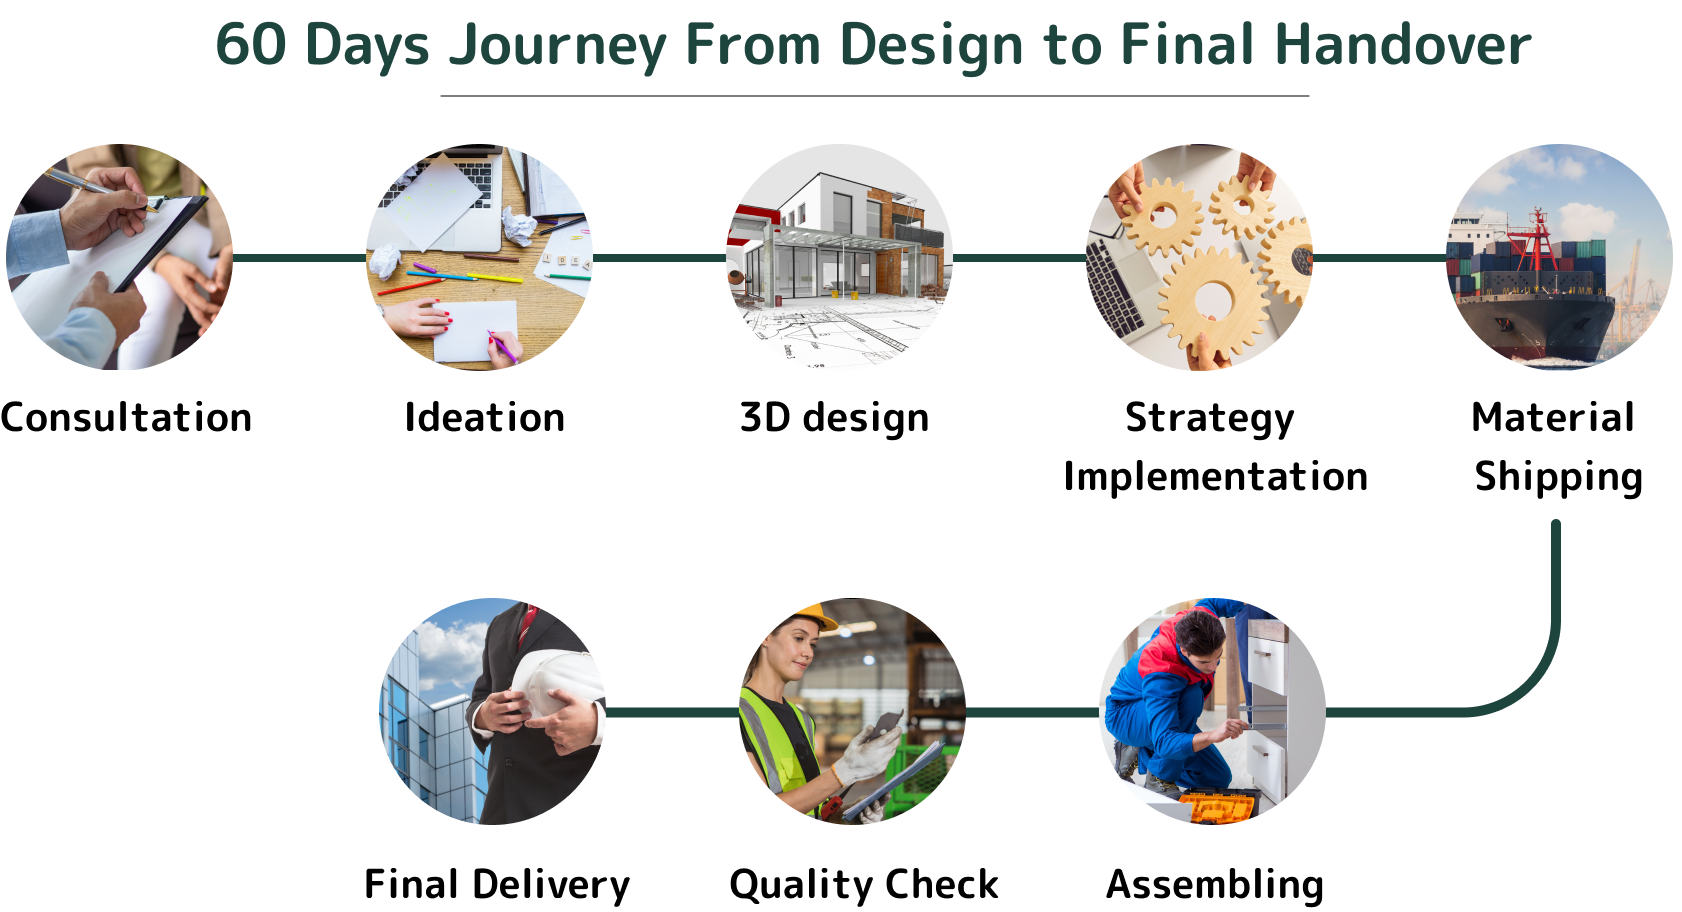 60 Days Journey From Design to Final Handover
Consultation
Ideation
3D design
Strategy
Implementation
Material
Shipping
Assembling
Quality Check
Final Delivery